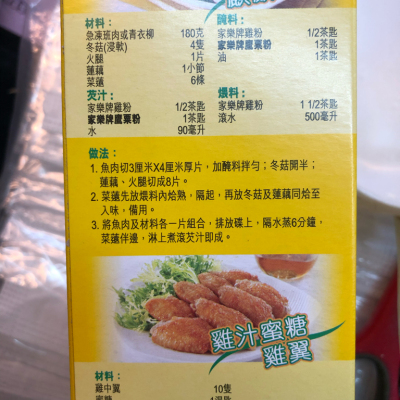 材料： 醃料：
急凍班肉或青衣柳 180克 家樂牌雞粉 1/2茶匙
冬菇(浸軟) 4隻 家樂牌鷹粟粉 1茶匙
火腿 1片 油 1茶匙
蓮藕 1小節
菜薳 6條
芡汁： 煨料：
家樂牌雞粉 1/2茶匙 家樂牌雞粉 1 1/2茶匙
家樂牌鷹粟粉 1茶匙 滾水 500毫升
水 90毫升
做法：
1. 魚肉切3厘米X4厘米厚片，加醃料拌勻；冬菇開半；
蓮藕、火腿切成8片。
2. 菜薳先放煨料內烚熟，隔起，再放冬菇及蓮藕同烚至
入味，備用。
3. 將魚肉及材料各一片組合，排放碟上，隔水蒸6分鐘，
菜薳伴邊，淋上煮滾芡汁即成。
雞汁蜜糖
雞翼
材料：
雞中翼 10隻